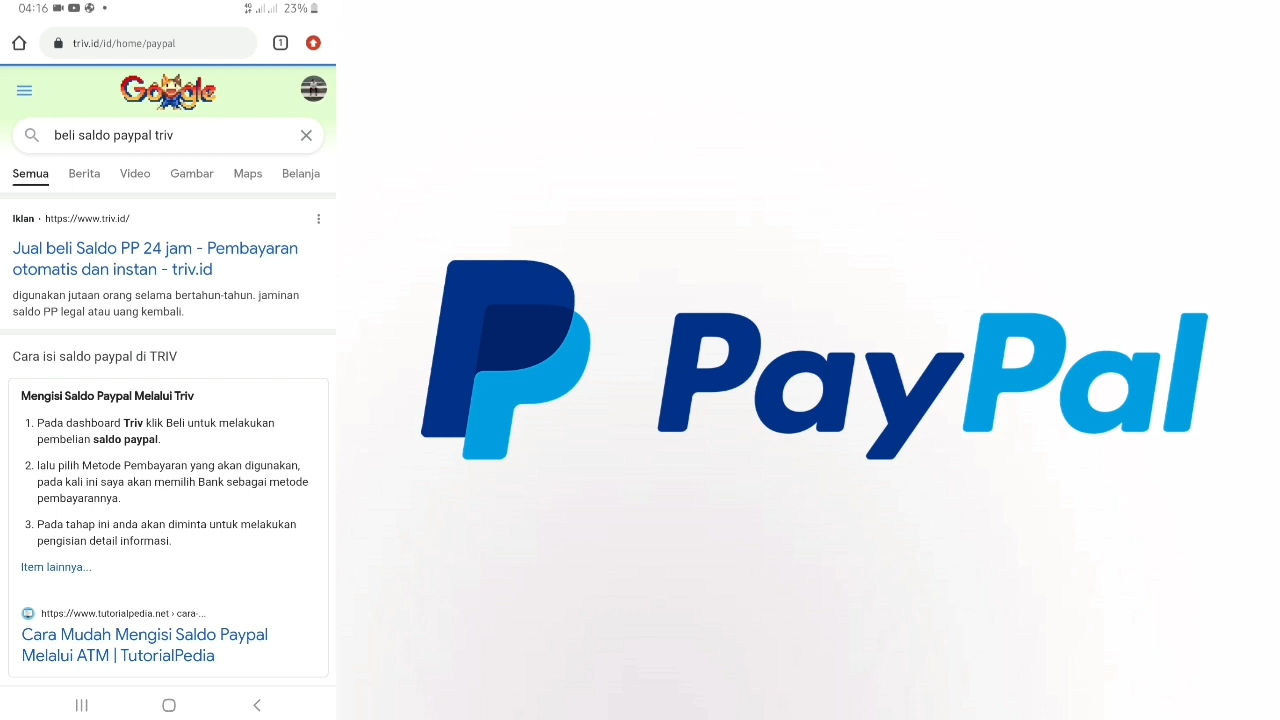 04:16
4G
23%
triv.id/id/home/paypal
1
Google
beli saldo paypal triv
Semua
Berita
Video
Gambar
Maps
Belanja
Iklan · https://www.triv.id/
Jual beli Saldo PP 24 jam - Pembayaran
otomatis dan instan - triv.id
digunakan jutaan orang selama bertahun-tahun. jaminan
saldo PP legal atau uang kembali.
Cara isi saldo paypal di TRIV
Mengisi Saldo Paypal Melalui Triv
1. Pada dashboard Triv klik Beli untuk melakukan
pembelian saldo paypal.
2. lalu pilih Metode Pembayaran yang akan digunakan,
pada kali ini saya akan memilih Bank sebagai metode
pembayarannya.
3. Pada tahap ini anda akan diminta untuk melakukan
pengisian detail informasi.
Item lainnya...
https://www.tutorialpedia.net › cara-...
Cara Mudah Mengisi Saldo Paypal
Melalui ATM | TutorialPedia
PayPal